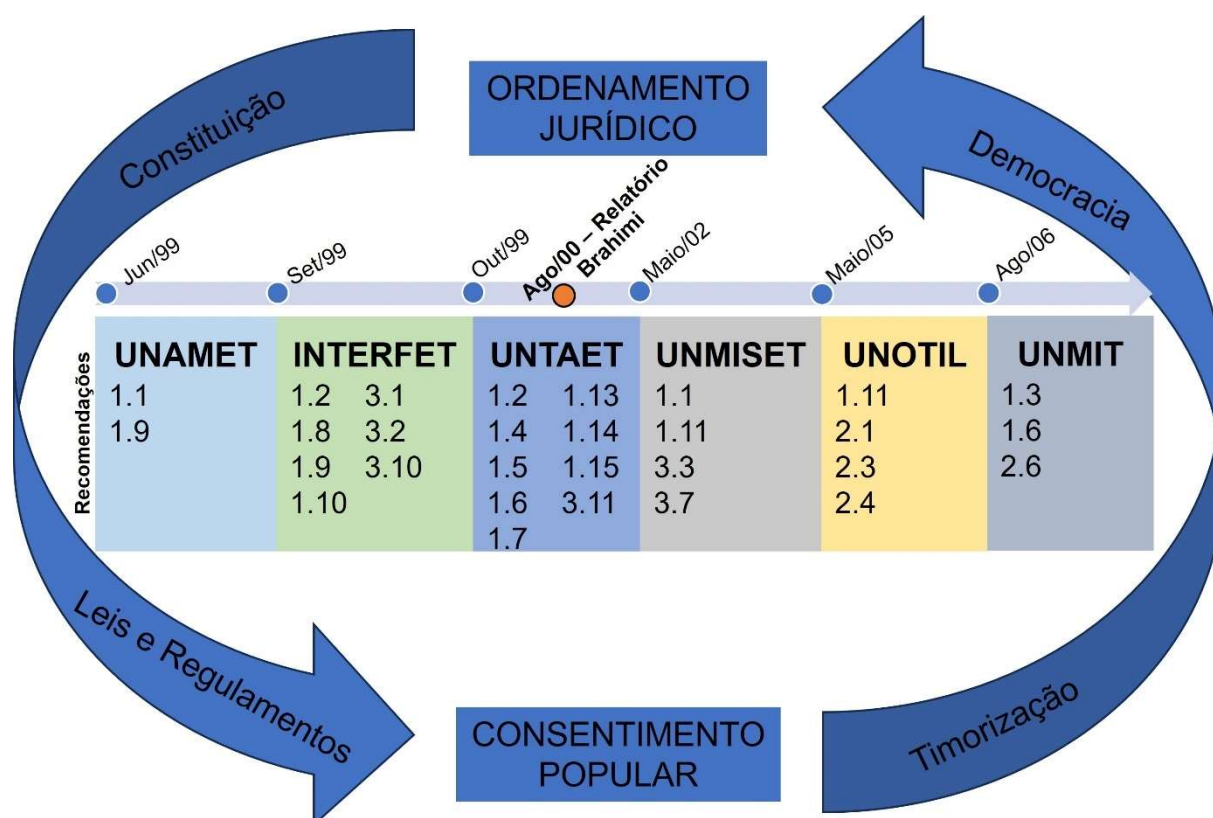 ORDENAMENTO
JURÍDICO
Constituição
Democracia
Jun/99
Set/99
Out/99
Ago/00 – Relatório
Brahimi
Maio/02
Maio/05
Ago/06
Recomendações
UNAMET
1.1
1.9
INTERFET
1.2 3.1
1.8 3.2
1.9 3.10
1.10
UNTAET
1.2 1.13
1.4 1.14
1.5 1.15
1.6 3.11
1.7
UNMISET
1.1
1.11
3.3
3.7
UNOTIL
1.11
2.1
2.3
2.4
UNMIT
1.3
1.6
2.6
Leis e Regulamentos
CONSENTIMENTO
POPULAR
Timorização